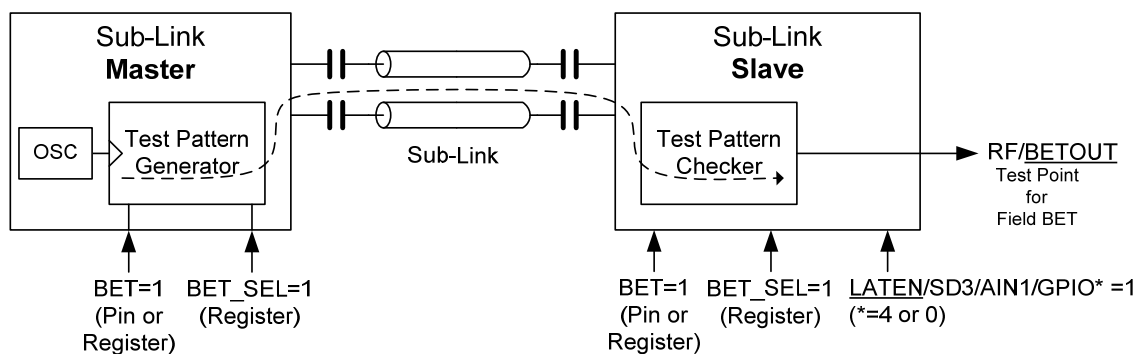 Sub-Link
Master
OSC
Test Pattern
Generator
Sub-Link
Sub-Link
Slave
Test Pattern
Checker
RF/BETOUT
Test Point
for
Field BET
BET=1
(Pin or
Register)
BET_SEL=1
(Register)
BET=1
(Pin or
Register)
BET_SEL=1
(Register)
LATEN/SD3/AIN1/GPIO* =1
(*=4 or 0)